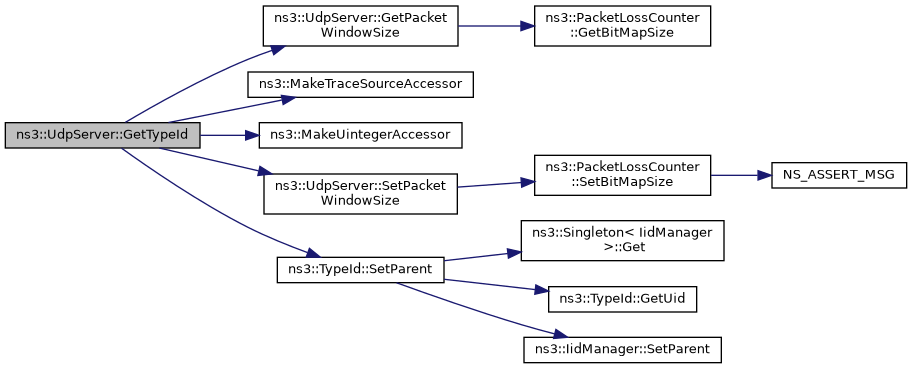 ns3::UdpServer::GetPacket
WindowSize
ns3::PacketLossCounter
::GetBitMapSize
ns3::MakeTraceSourceAccessor
ns3::UdpServer::GetTypeId
ns3::MakeUintegerAccessor
ns3::UdpServer::SetPacket
WindowSize
ns3::PacketLossCounter
::SetBitMapSize
NS_ASSERT_MSG
ns3::Singleton< IidManager
>::Get
ns3::TypeId::SetParent
ns3::TypeId::GetUid
ns3::IidManager::SetParent